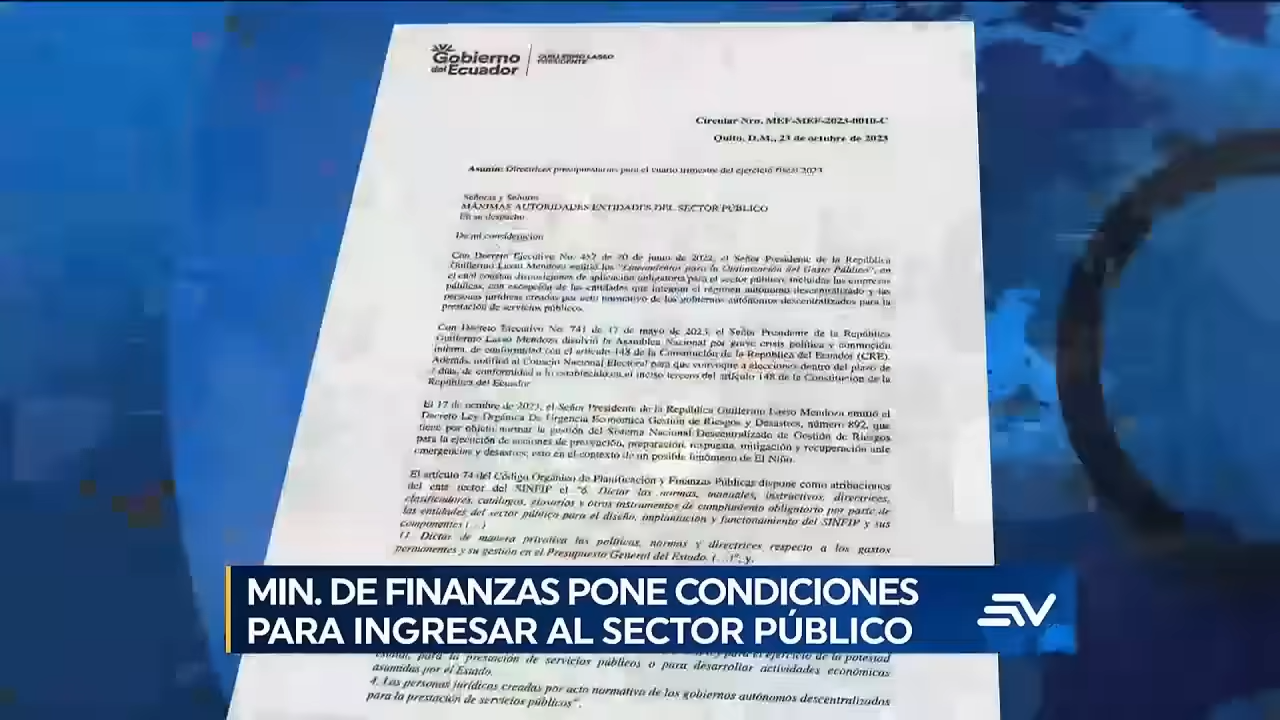 Gobierno
del Ecuador
GUILLERMO LASSO
PRESIDENTE
Circular Nro. MEF-MEF-2023-0010-C
Quito, D.M., 23 de octubre de 2023
Asunto: Directrices presupuestarias para el cuarto trimestre del ejercicio fiscal 2023
Señoras y Señores
MÁXIMAS AUTORIDADES ENTIDADES DEL SECTOR PÚBLICO
En su despacho
De mi consideración
Con Decreto Ejecutivo No. 457 de 20 de junio de 2022, el Señor Presidente de la República
Guillermo Lasso Mendoza emitió los "Lineamientos para la Optimización del Gasto Público", en
el cual constan disposiciones de aplicación obligatoria para el sector público, incluidas las empresas
públicas, con excepción de las entidades que integran el régimen autónomo descentralizado y las
personas jurídicas creadas por acto normativo de los gobiernos autónomos descentralizados para la
prestación de servicios públicos.
Con Decreto Ejecutivo No. 741 de 17 de mayo de 2023, el Señor Presidente de la República
Guillermo Lasso Mendoza disolvió la Asamblea Nacional por grave crisis política y conmoción
interna, de conformidad con el artículo 148 de la Constitución de la República del Ecuador (CRE).
Además, notificó al Consejo Nacional Electoral para que convoque a elecciones dentro del plazo de
7 días, de conformidad a lo establecido en el inciso tercero del artículo 148 de la Constitución de la
República del Ecuador
El 17 de octubre de 2023, el Señor Presidente de la República Guillermo Lasso Mendoza emitió el
Decreto Ley Orgánica De Urgencia Económica Gestión de Riesgos y Desastres, número 892, que
tiene por objeto normar la gestión del Sistema Nacional Descentralizado de Gestión de Riesgos
para la ejecución de acciones de prevención, preparación, respuesta, mitigación y recuperación ante
emergencias y desastres; esto en el contexto de un posible fenómeno de El Niño.
El artículo 74 del Código Orgánico de Planificación y Finanzas Públicas dispone como atribuciones
del ente rector del SINFIP el "6. Dictar las normas, manuales, instructivos, directrices,
clasificadores, catálogos, glosarios y otros instrumentos de cumplimiento obligatorio por parte de
las entidades del sector público para el diseño, implantación y funcionamiento del SINFIP y sus
componentes (...)
11. Dictar de manera privativa las políticas, normas y directrices respecto a los gastos
permanentes y su gestión en el Presupuesto General del Estado. (...)"; y,
MIN. DE FINANZAS PONE CONDICIONES
PARA INGRESAR AL SECTOR PÚBLICO
para el ejercicio de la potestad
estatal, para la prestación de servicios públicos o para desarrollar actividades económicas
asumidas por el Estado.
4. Las personas jurídicas creadas por acto normativo de los gobiernos autónomos descentralizados
para la prestación de servicios públicos".